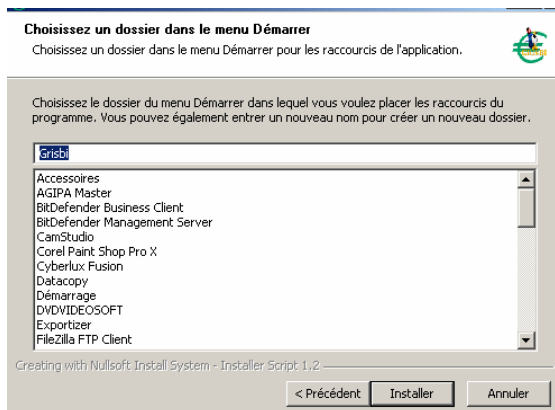 Choisissez un dossier dans le menu Démarrer
Choisissez un dossier dans le menu Démarrer pour les raccourcis de l'application.
Choisissez le dossier du menu Démarrer dans lequel vous voulez placer les raccourcis du
programme. Vous pouvez également entrer un nouveau nom pour créer un nouveau dossier.
Grisbi
Accessoires
AGIPA Master
BitDefender Business Client
BitDefender Management Server
CamStudio
Corel Paint Shop Pro X
Cyberlux Fusion
Datacopy
Démarrage
DVDVIDEOSOFT
Exportizer
FileZilla FTP Client
Creating with Nullsoft Install System - Installer Script 1.2
< Précédent
Installer
Annuler